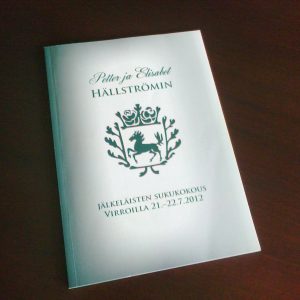 Petter ja Elisabet
HÄLLSTRÖMIN
JÄLKELÄISTEN SUKUKOKOUS
VIRROILLA 21.–22.7.2012